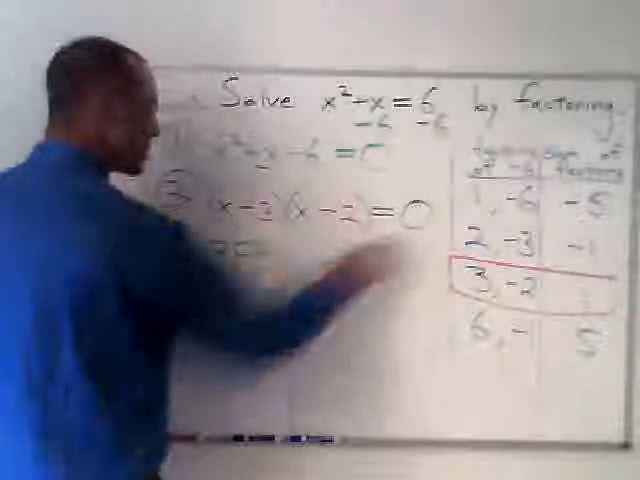 Solve x² - x = 6 by factoring.
-6 -6
x² - x - 6 = 0
factors sum of
of -6 factors
(x - 3)(x - 2) = 0
1, -6 -5
2, -3 -1
3, -2 1
6, -1 5